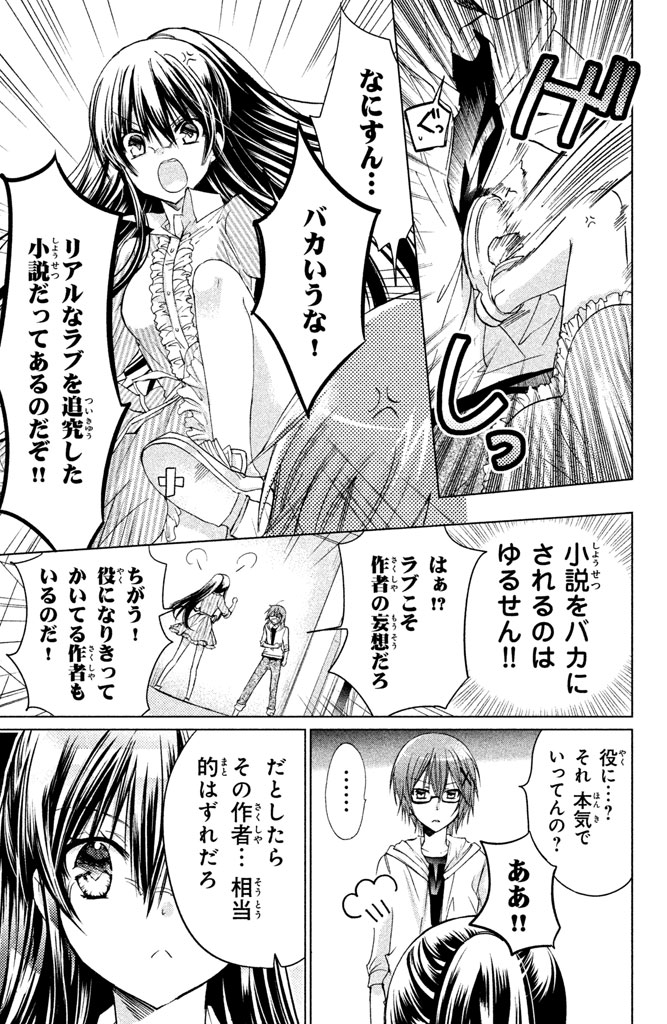 げ
しっ
ぐっ
なにすん…
バカいうな！
リアルなラブを追究した
小説だってあるのだぞ!!
小説をバカに
されるのは
ゆるせん!!
はぁ!?
ラブこそ
作者の妄想だろ
ちがう！
役になりきって
かいてる作者も
いるのだ！
役に…？
それ 本気で
いってんの？
ああ!!
……
だとしたら
その作者… 相当
的はずれだろ